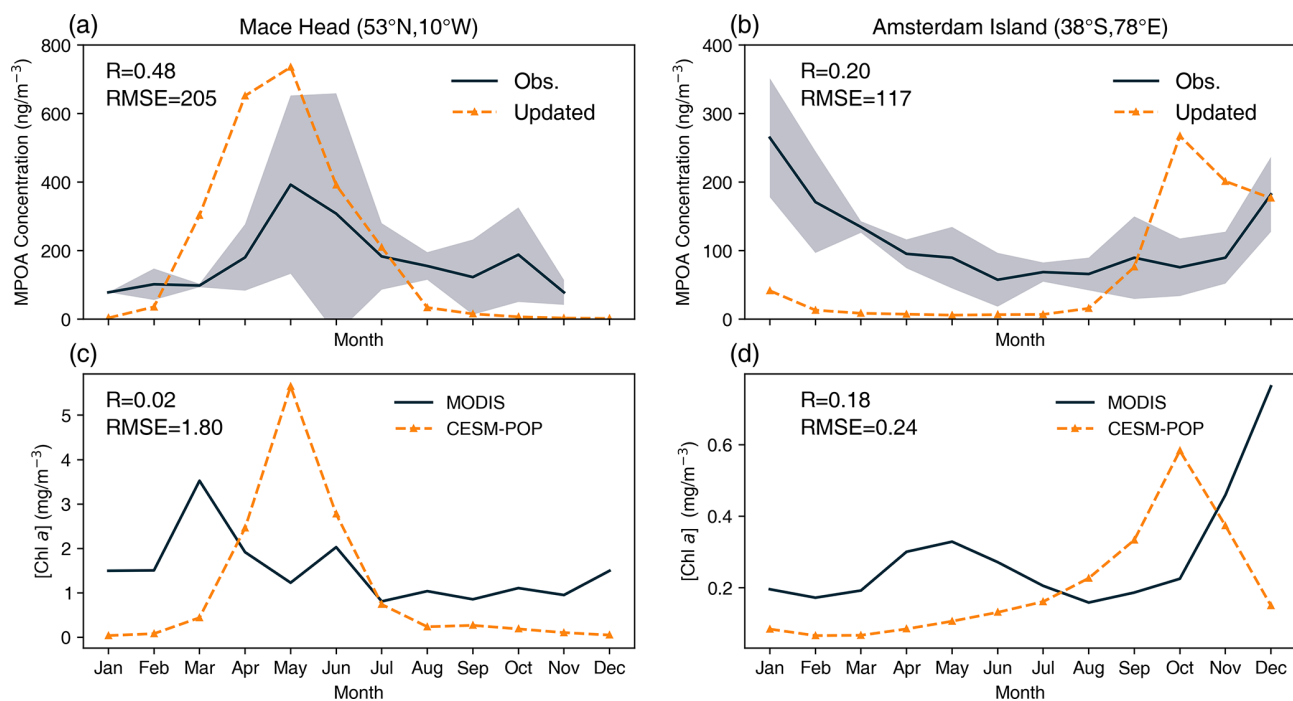 (a)
Mace Head (53°N,10°W)
MPOA Concentration (ng/m⁻³)
800
600
400
200
0
R=0.48
RMSE=205
Obs.
Updated
Month
(b)
Amsterdam Island (38°S,78°E)
MPOA Concentration (ng/m⁻³)
400
300
200
100
0
R=0.20
RMSE=117
Obs.
Updated
Month
(c)
[Chl a] (mg/m⁻³)
5
4
3
2
1
0
R=0.02
RMSE=1.80
MODIS
CESM-POP
Jan Feb Mar Apr May Jun Jul Aug Sep Oct Nov Dec
Month
(d)
[Chl a] (mg/m⁻³)
0.6
0.4
0.2
R=0.18
RMSE=0.24
MODIS
CESM-POP
Jan Feb Mar Apr May Jun Jul Aug Sep Oct Nov Dec
Month